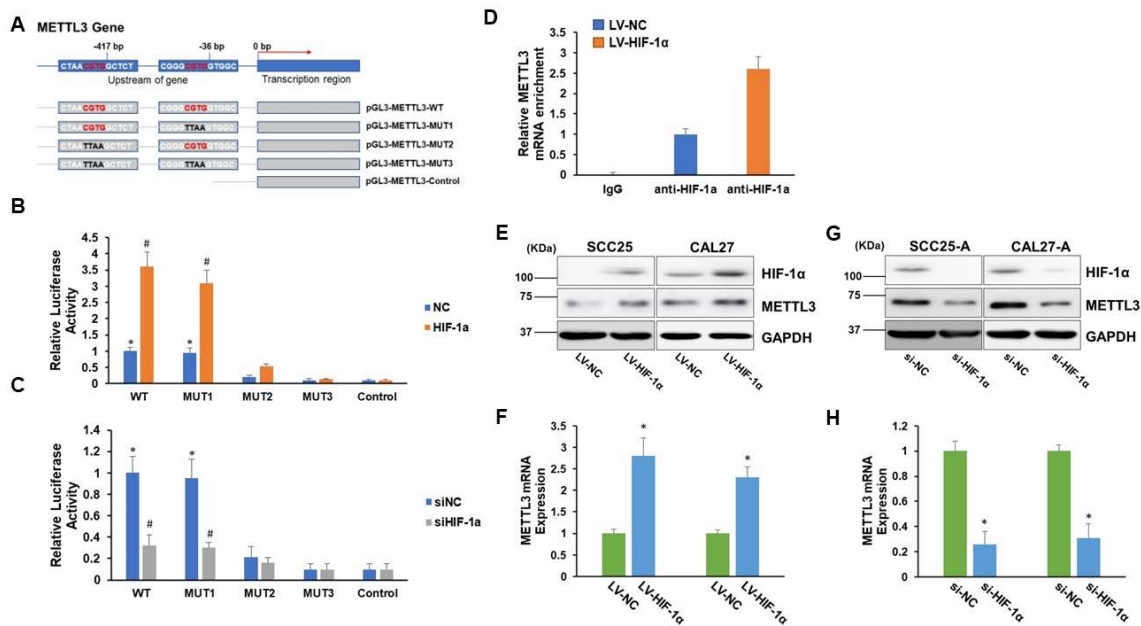 A
METTL3 Gene
-417 bp -36 bp 0 bp
CTAACGTGGCTCT CGGGCGTGGTGGC
Upstream of gene Transcription region
CTAACGTGGCTCT CGGGCGTGGTGGC pGL3-METTL3-WT
CTAACGTGGCTCT CGGGTTAAGTGGC pGL3-METTL3-MUT1
CTAATTAAGCTCT CGGGCGTGGTGGC pGL3-METTL3-MUT2
CTAATTAAGCTCT CGGGTTAAGTGGC pGL3-METTL3-MUT3
pGL3-METTL3-Control
B
Relative Luciferase
Activity
4.5
4
3.5
3
2.5
2
1.5
1
0.5
0
* # * #
WT MUT1 MUT2 MUT3 Control
NC
HIF-1a
C
Relative Luciferase
Activity
1.4
1.2
1
0.8
0.6
0.4
0.2
0
* # * #
WT MUT1 MUT2 MUT3 Control
siNC
siHIF-1a
D
LV-NC
LV-HIF-1α
Relative METTL3
mRNA enrichment
3.5
3
2.5
2
1.5
1
0.5
0
IgG anti-HIF-1a anti-HIF-1a
E
(KDa) SCC25 CAL27
100 HIF-1α
75 METTL3
37 GAPDH
LV-NC LV-HIF-1α LV-NC LV-HIF-1α
F
METTL3 mRNA
Expression
3.5
3
2.5
2
1.5
1
0.5
0
* *
LV-NC LV-HIF-1α LV-NC LV-HIF-1α
G
(KDa) SCC25-A CAL27-A
100 HIF-1α
75 METTL3
37 GAPDH
si-NC si-HIF-1α si-NC si-HIF-1α
H
METTL3 mRNA
Expression
1.2
1
0.8
0.6
0.4
0.2
0
* *
si-NC si-HIF-1α si-NC si-HIF-1α